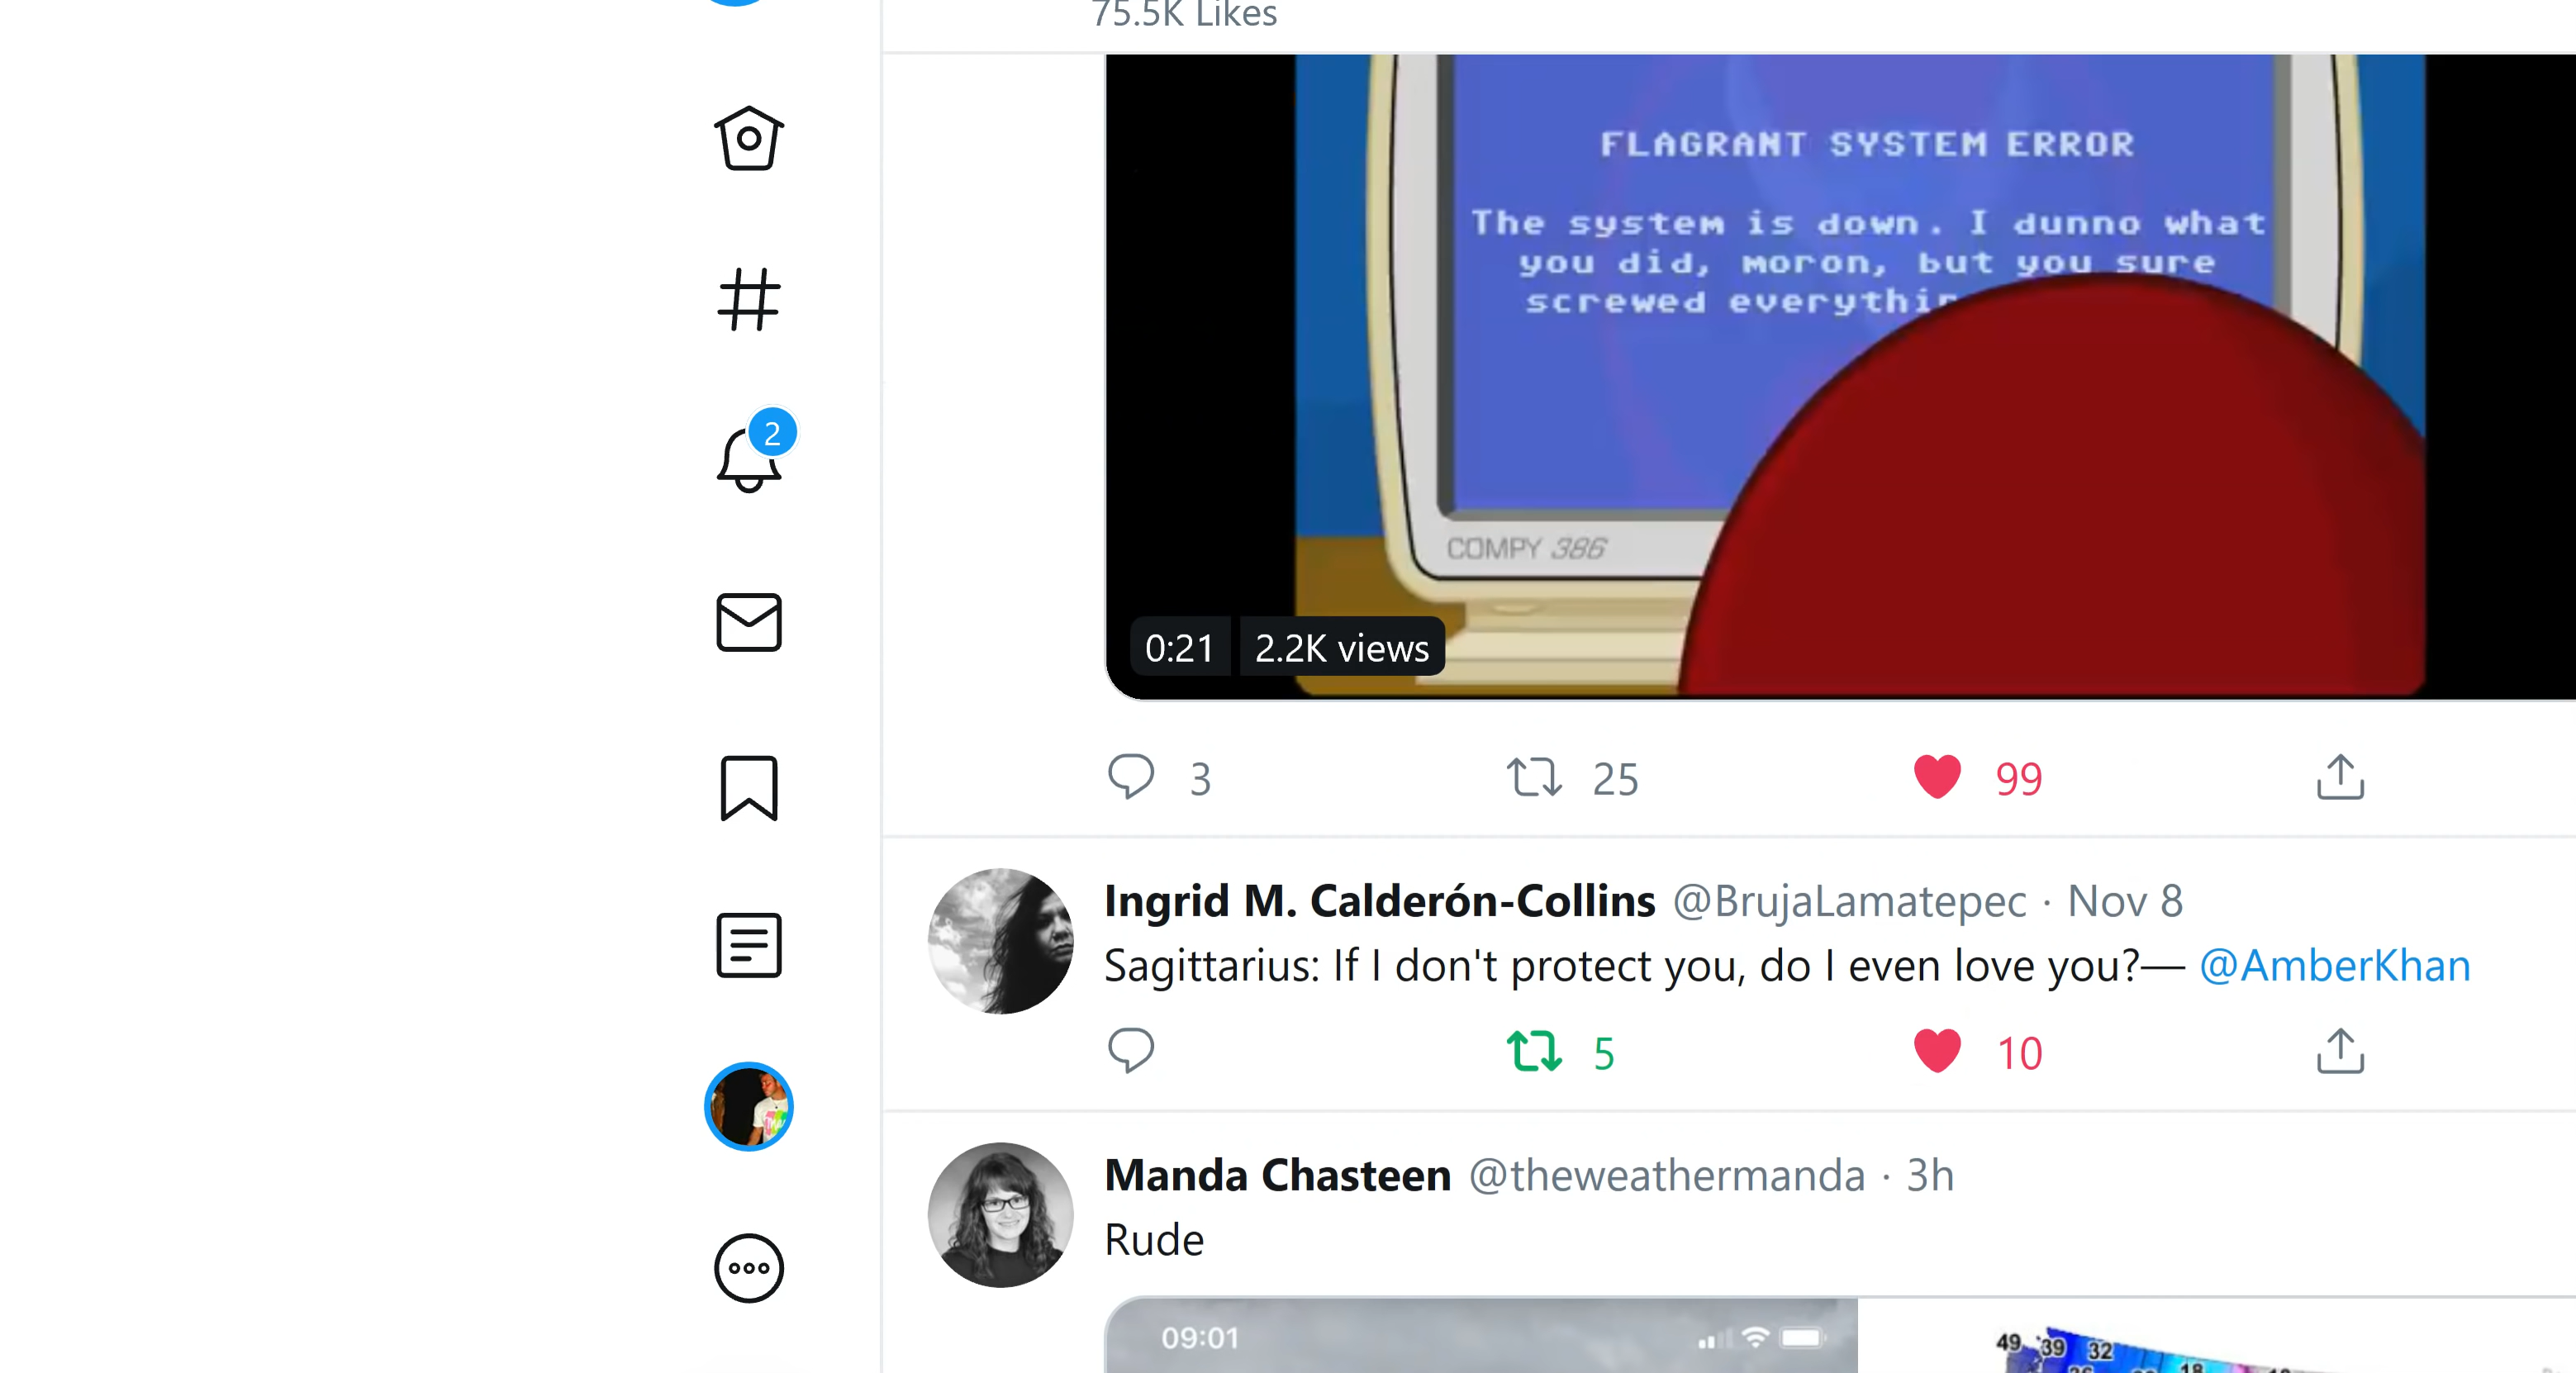 75.5K Likes
FLAGRANT SYSTEM ERROR
The system is down. I dunno what
you did, moron, but you sure
screwed
COMPY 386
0:21 2.2K views
2
3 25 99
Ingrid M. Calderón-Collins @BrujaLamatepec · Nov 8
Sagittarius: If I don't protect you, do I even love you?— @AmberKhan
5 10
Manda Chasteen @theweathermanda · 3h
Rude
09:01
49 39 32
18